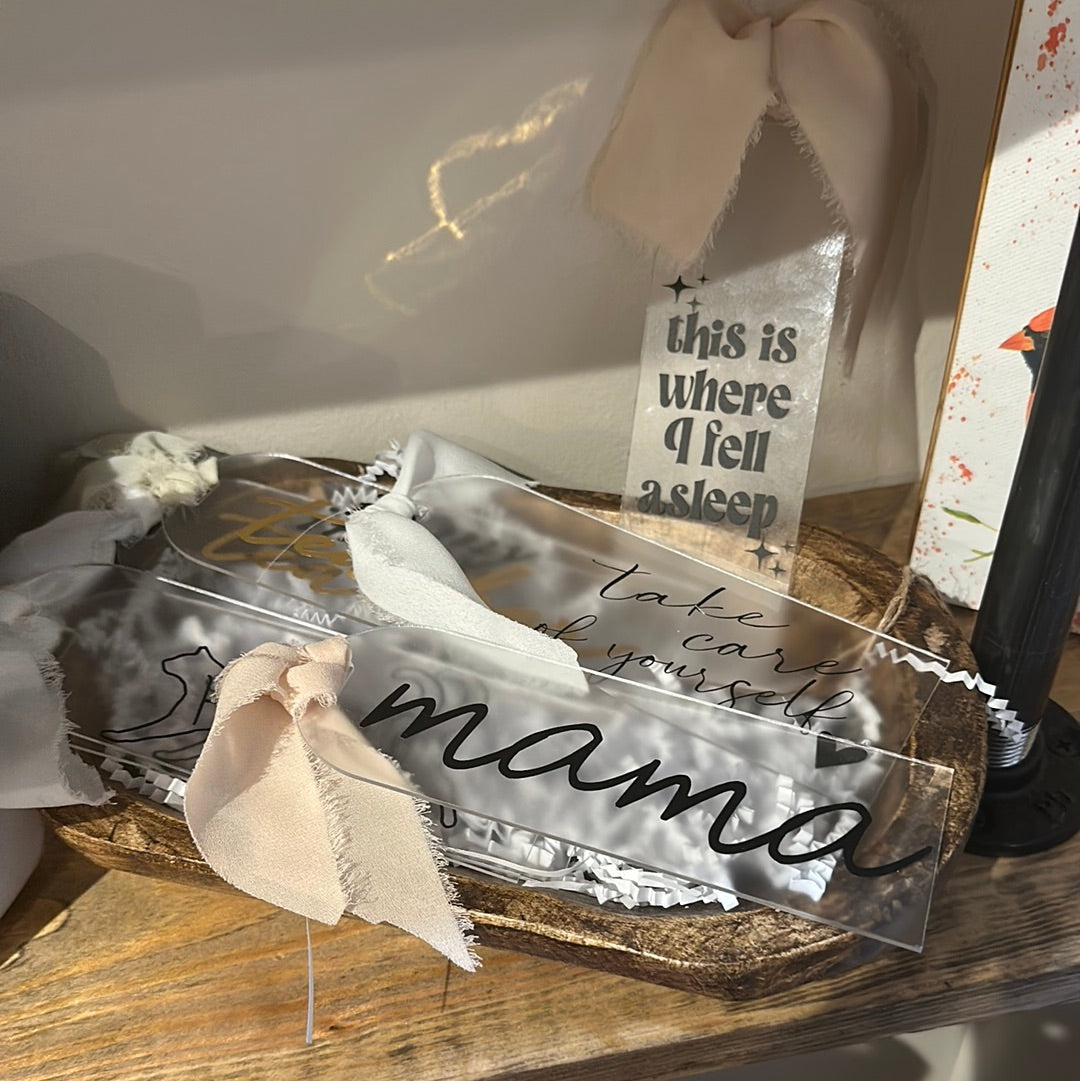 this is
where
I fell
asleep
take
care
of yourself
mama